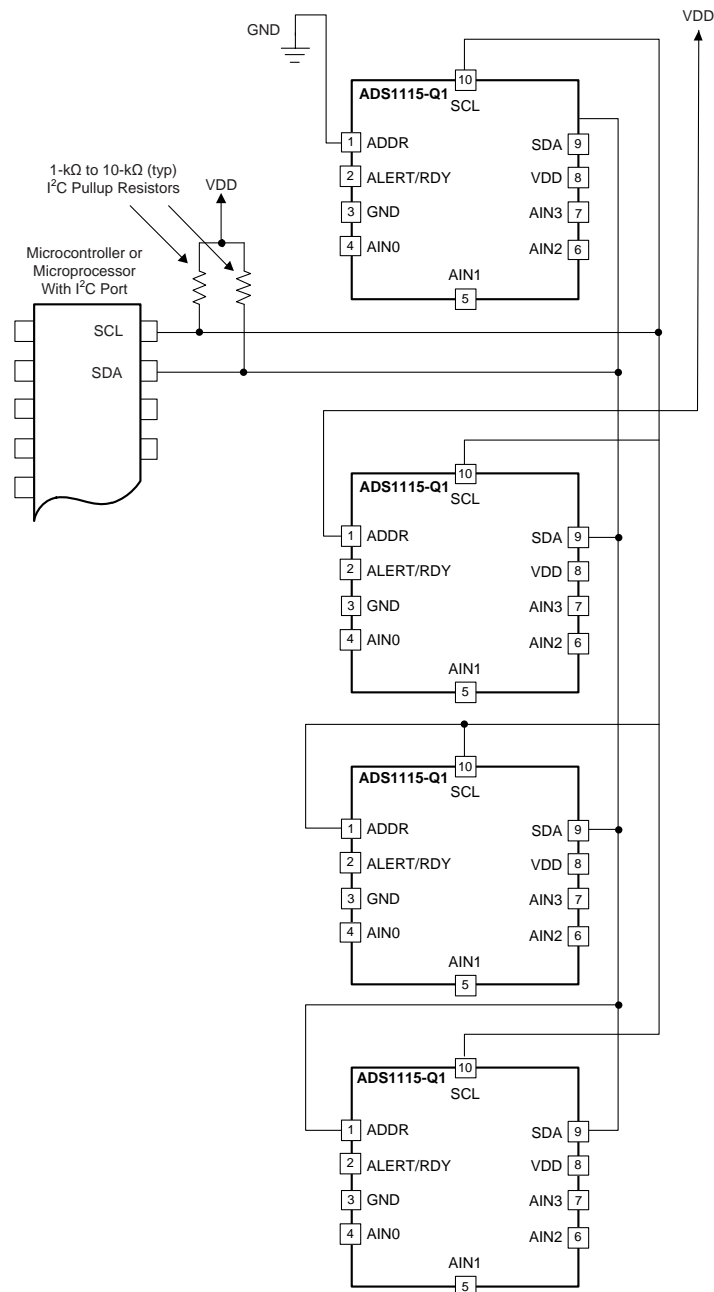 GND
VDD
10
ADS1115-Q1
SCL
1 ADDR
SDA 9
2 ALERT/RDY
VDD 8
3 GND
AIN3 7
4 AIN0
AIN2 6
AIN1
5
1-kΩ to 10-kΩ (typ)
I²C Pullup Resistors
VDD
Microcontroller or
Microprocessor
With I²C Port
SCL
SDA
10
ADS1115-Q1
SCL
1 ADDR
SDA 9
2 ALERT/RDY
VDD 8
3 GND
AIN3 7
4 AIN0
AIN2 6
AIN1
5
10
ADS1115-Q1
SCL
1 ADDR
SDA 9
2 ALERT/RDY
VDD 8
3 GND
AIN3 7
4 AIN0
AIN2 6
AIN1
5
10
ADS1115-Q1
SCL
1 ADDR
SDA 9
2 ALERT/RDY
VDD 8
3 GND
AIN3 7
4 AIN0
AIN2 6
AIN1
5